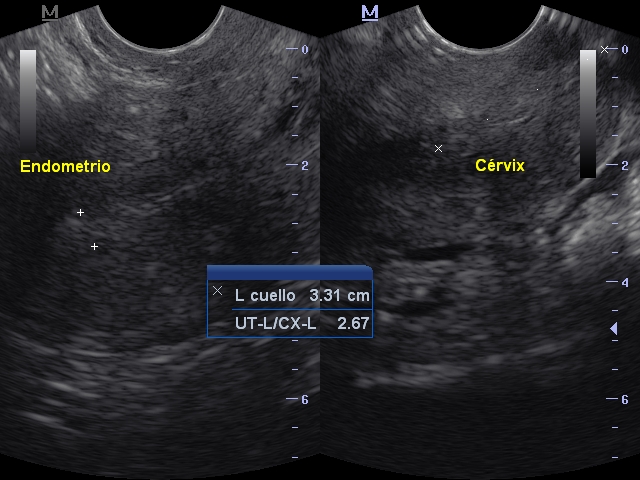 M
M
0
0
2
2
Endometrio
Cérvix
4
L cuello 3.31 cm
UT-L/CX-L 2.67
6
6